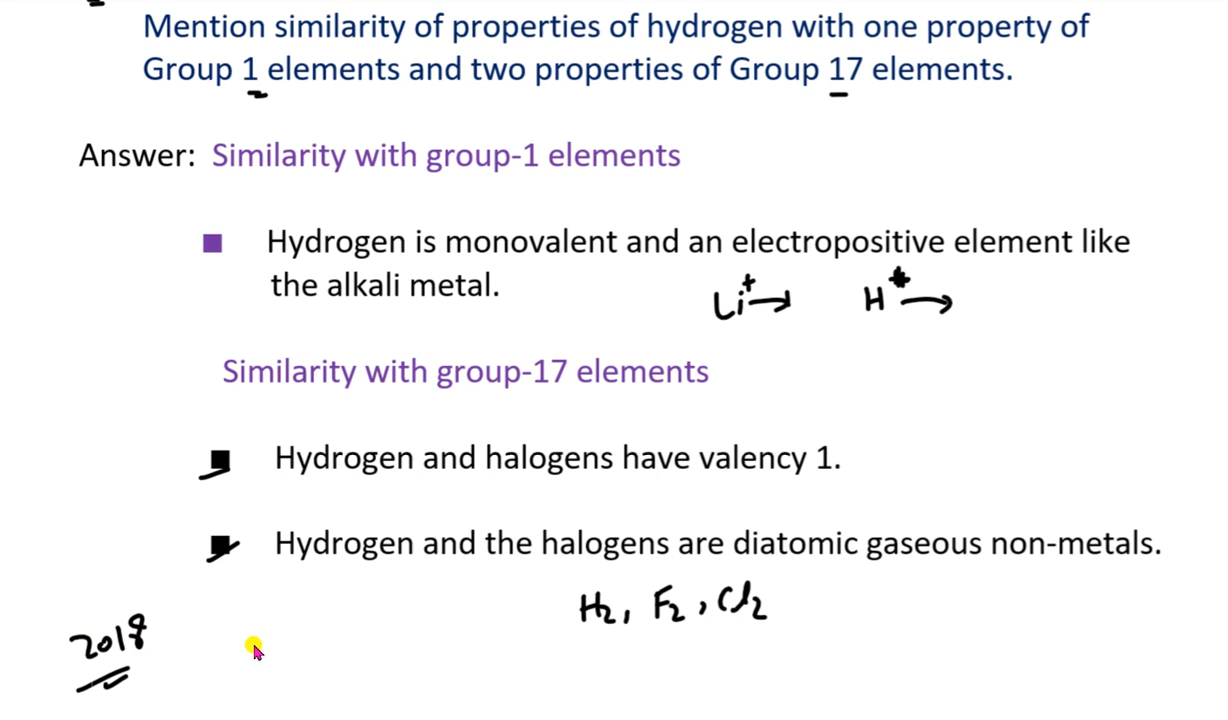 Mention similarity of properties of hydrogen with one property of
Group 1 elements and two properties of Group 17 elements.
Answer: Similarity with group-1 elements
■ Hydrogen is monovalent and an electropositive element like
the alkali metal.
Li⁺→ H⁺→
Similarity with group-17 elements
■ Hydrogen and halogens have valency 1.
■ Hydrogen and the halogens are diatomic gaseous non-metals.
H₂, F₂, Cl₂
2018